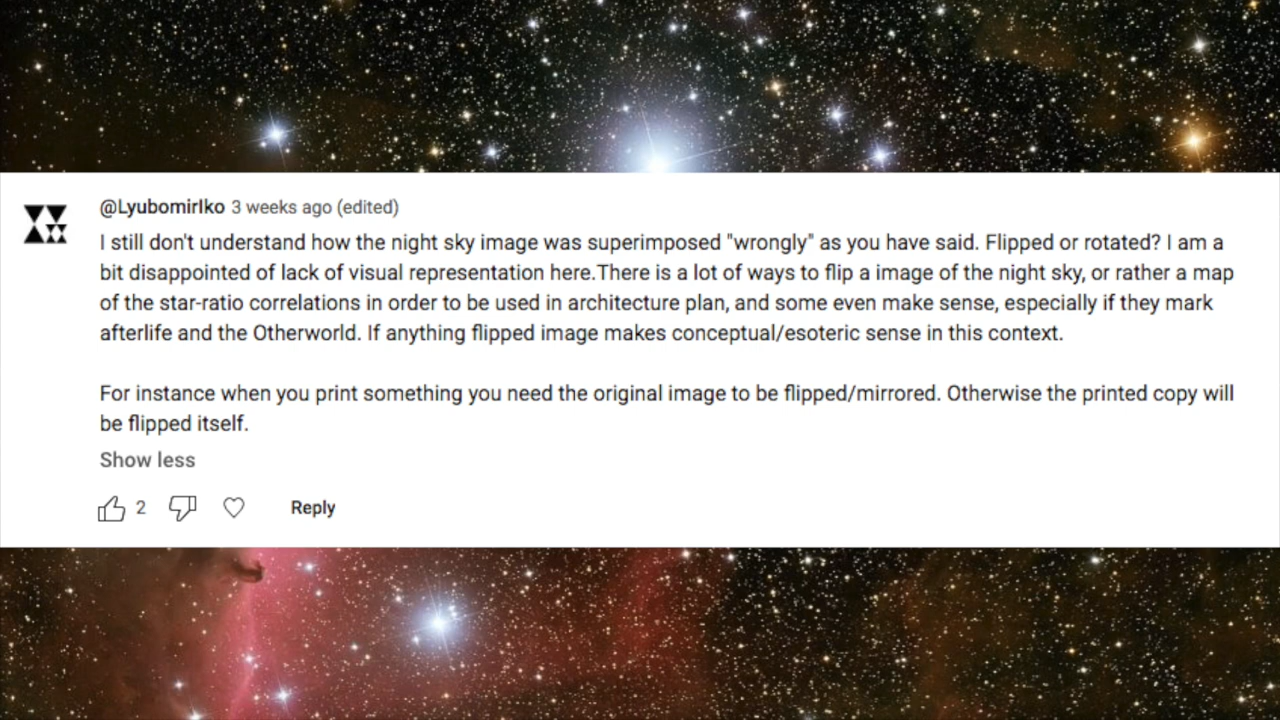 @LyubomirIko 3 weeks ago (edited)
I still don't understand how the night sky image was superimposed "wrongly" as you have said. Flipped or rotated? I am a
bit disappointed of lack of visual representation here.There is a lot of ways to flip a image of the night sky, or rather a map
of the star-ratio correlations in order to be used in architecture plan, and some even make sense, especially if they mark
afterlife and the Otherworld. If anything flipped image makes conceptual/esoteric sense in this context.
For instance when you print something you need the original image to be flipped/mirrored. Otherwise the printed copy will
be flipped itself.
Show less
2 Reply